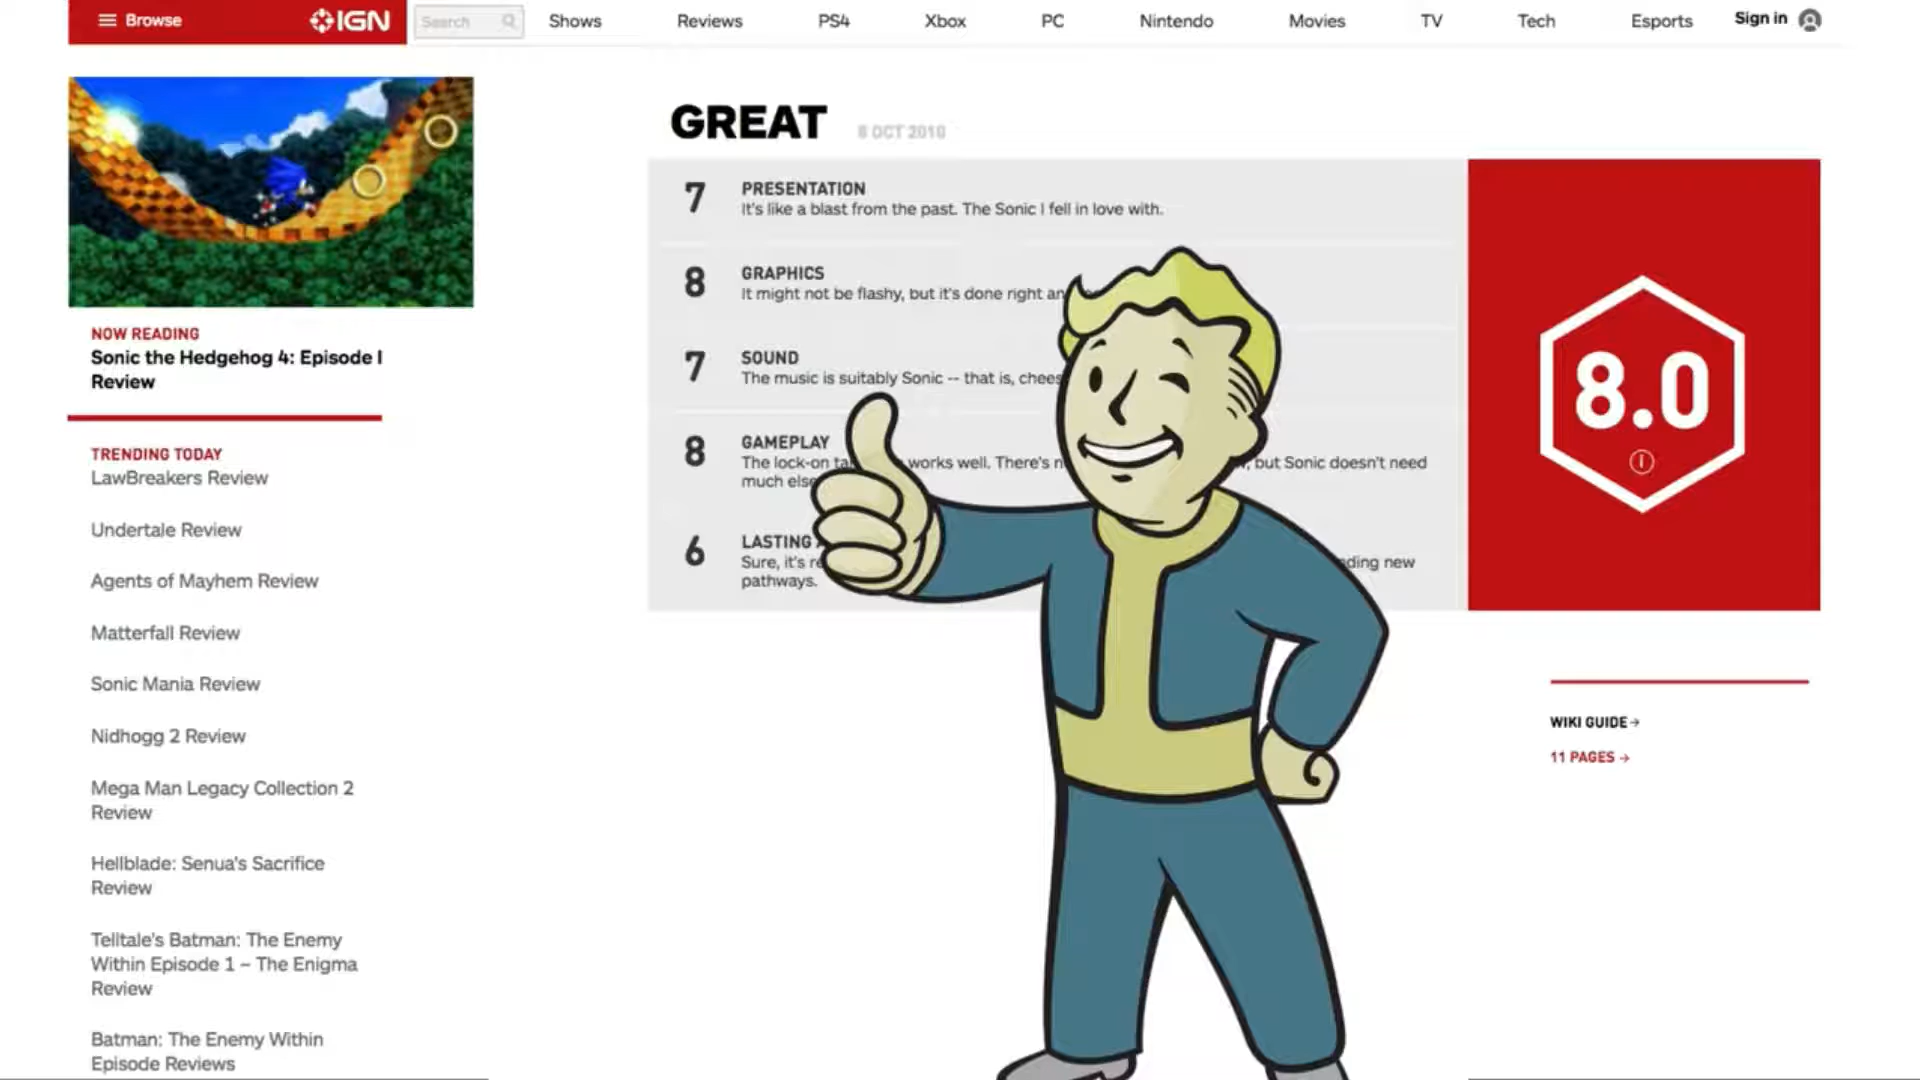 Browse
IGN
Search
Shows
Reviews
PS4
Xbox
PC
Nintendo
Movies
TV
Tech
Esports
Sign in
NOW READING
Sonic the Hedgehog 4: Episode I
Review
TRENDING TODAY
LawBreakers Review
Undertale Review
Agents of Mayhem Review
Matterfall Review
Sonic Mania Review
Nidhogg 2 Review
Mega Man Legacy Collection 2
Review
Hellblade: Senua's Sacrifice
Review
Telltale's Batman: The Enemy
Within Episode 1 – The Enigma
Review
Batman: The Enemy Within
Episode Reviews
GREAT
8 OCT 2010
7 PRESENTATION
It's like a blast from the past. The Sonic I fell in love with.
8 GRAPHICS
It might not be flashy, but it's done right
7 SOUND
The music is suitably Sonic -- that is,
8 GAMEPLAY
The lock-on works well. There's but Sonic doesn't need
much
6 LASTING
Sure, it's new
pathways.
8.0
WIKI GUIDE→
11 PAGES →